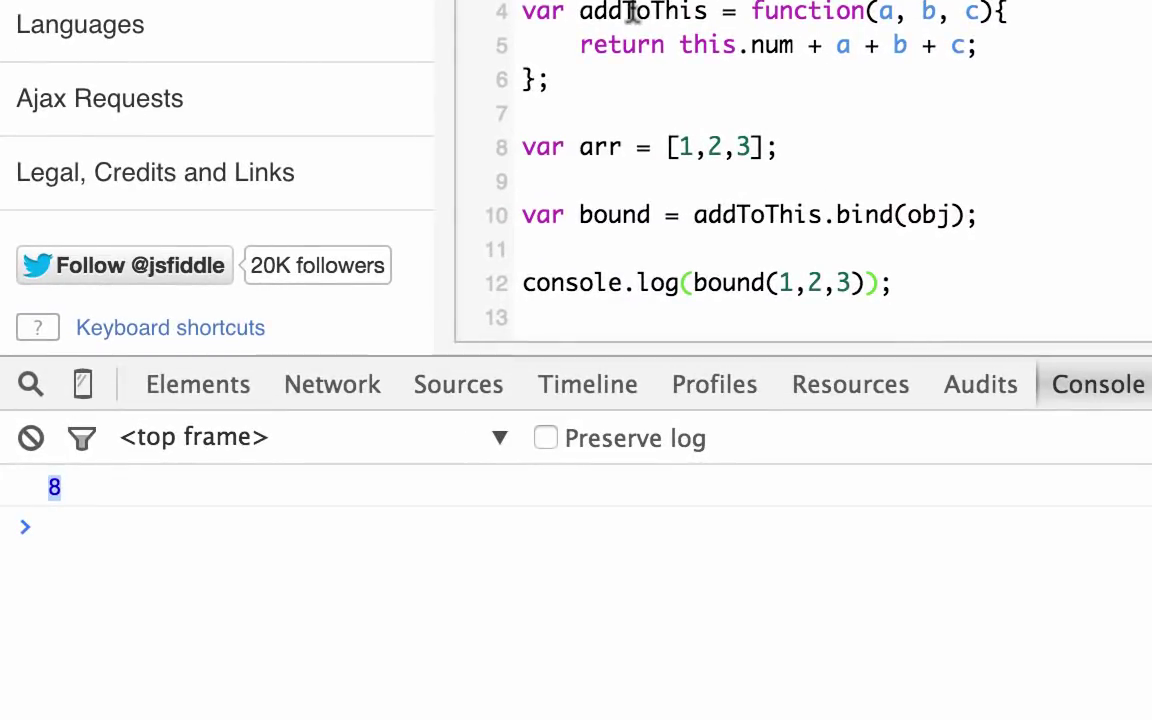 Languages
Ajax Requests
Legal, Credits and Links
Follow @jsfiddle 20K followers
? Keyboard shortcuts
4 var addToThis = function(a, b, c){
5 return this.num + a + b + c;
6 };
7
8 var arr = [1,2,3];
9
10 var bound = addToThis.bind(obj);
11
12 console.log(bound(1,2,3));
13
Elements Network Sources Timeline Profiles Resources Audits Console
<top frame> ▼ Preserve log
8
>